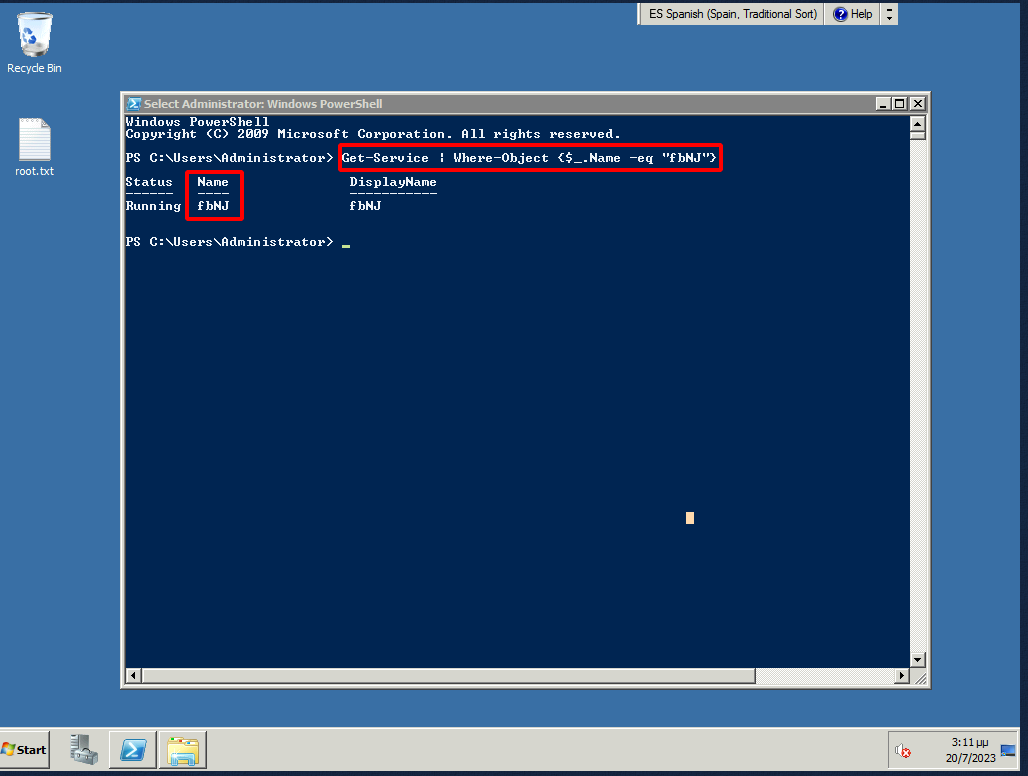 ES Spanish (Spain, Traditional Sort) Help
Recycle Bin
root.txt
Select Administrator: Windows PowerShell
Windows PowerShell
Copyright (C) 2009 Microsoft Corporation. All rights reserved.
PS C:\Users\Administrator> Get-Service | Where-Object {$_.Name -eq "fbNJ"}
Status Name DisplayName
------ ---- -----------
Running fbNJ fbNJ
PS C:\Users\Administrator> _
Start
3:11 μμ
20/7/2023